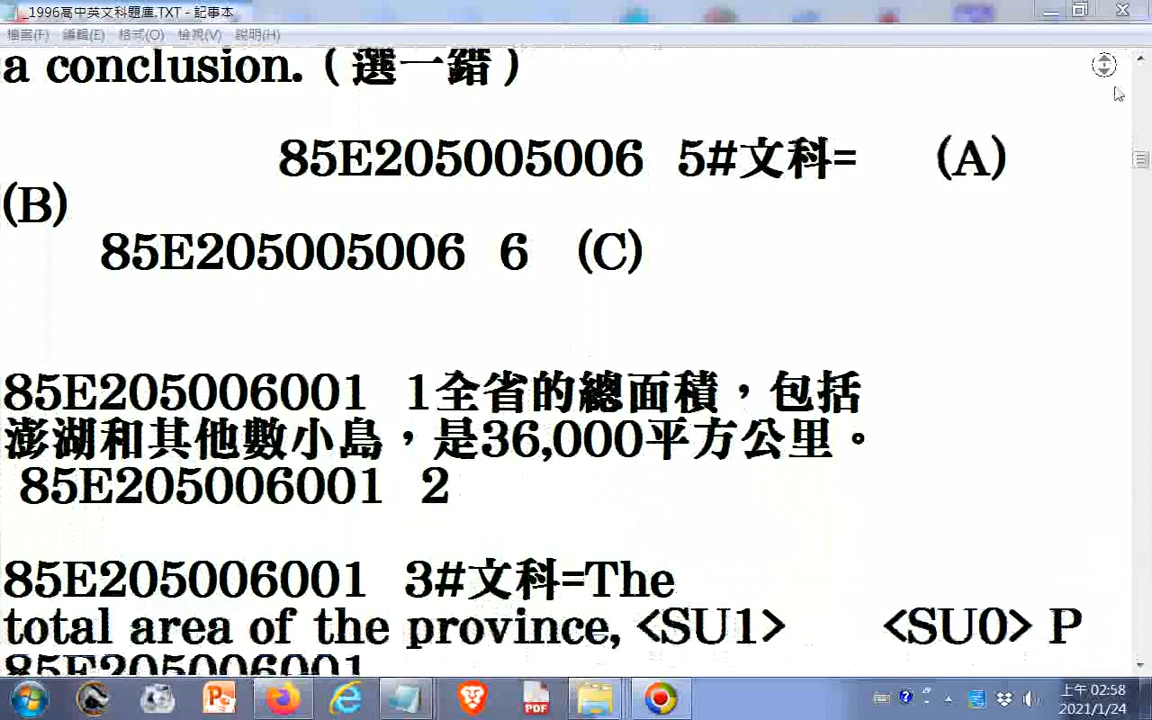 _1996高中英文科題庫.TXT - 記事本
檔案(F) 編輯(E) 格式(O) 檢視(V) 說明(H)
a conclusion. ( 選一錯 )
85E205005006 5#文科= (A)
(B)
85E205005006 6 (C)
85E205006001 1全省的總面積，包括
澎湖和其他數小島，是36,000平方公里。
85E205006001 2
85E205006001 3#文科=The
total area of the province, <SU1> <SU0> P
85E205006001
PDF
上午 02:58
2021/1/24